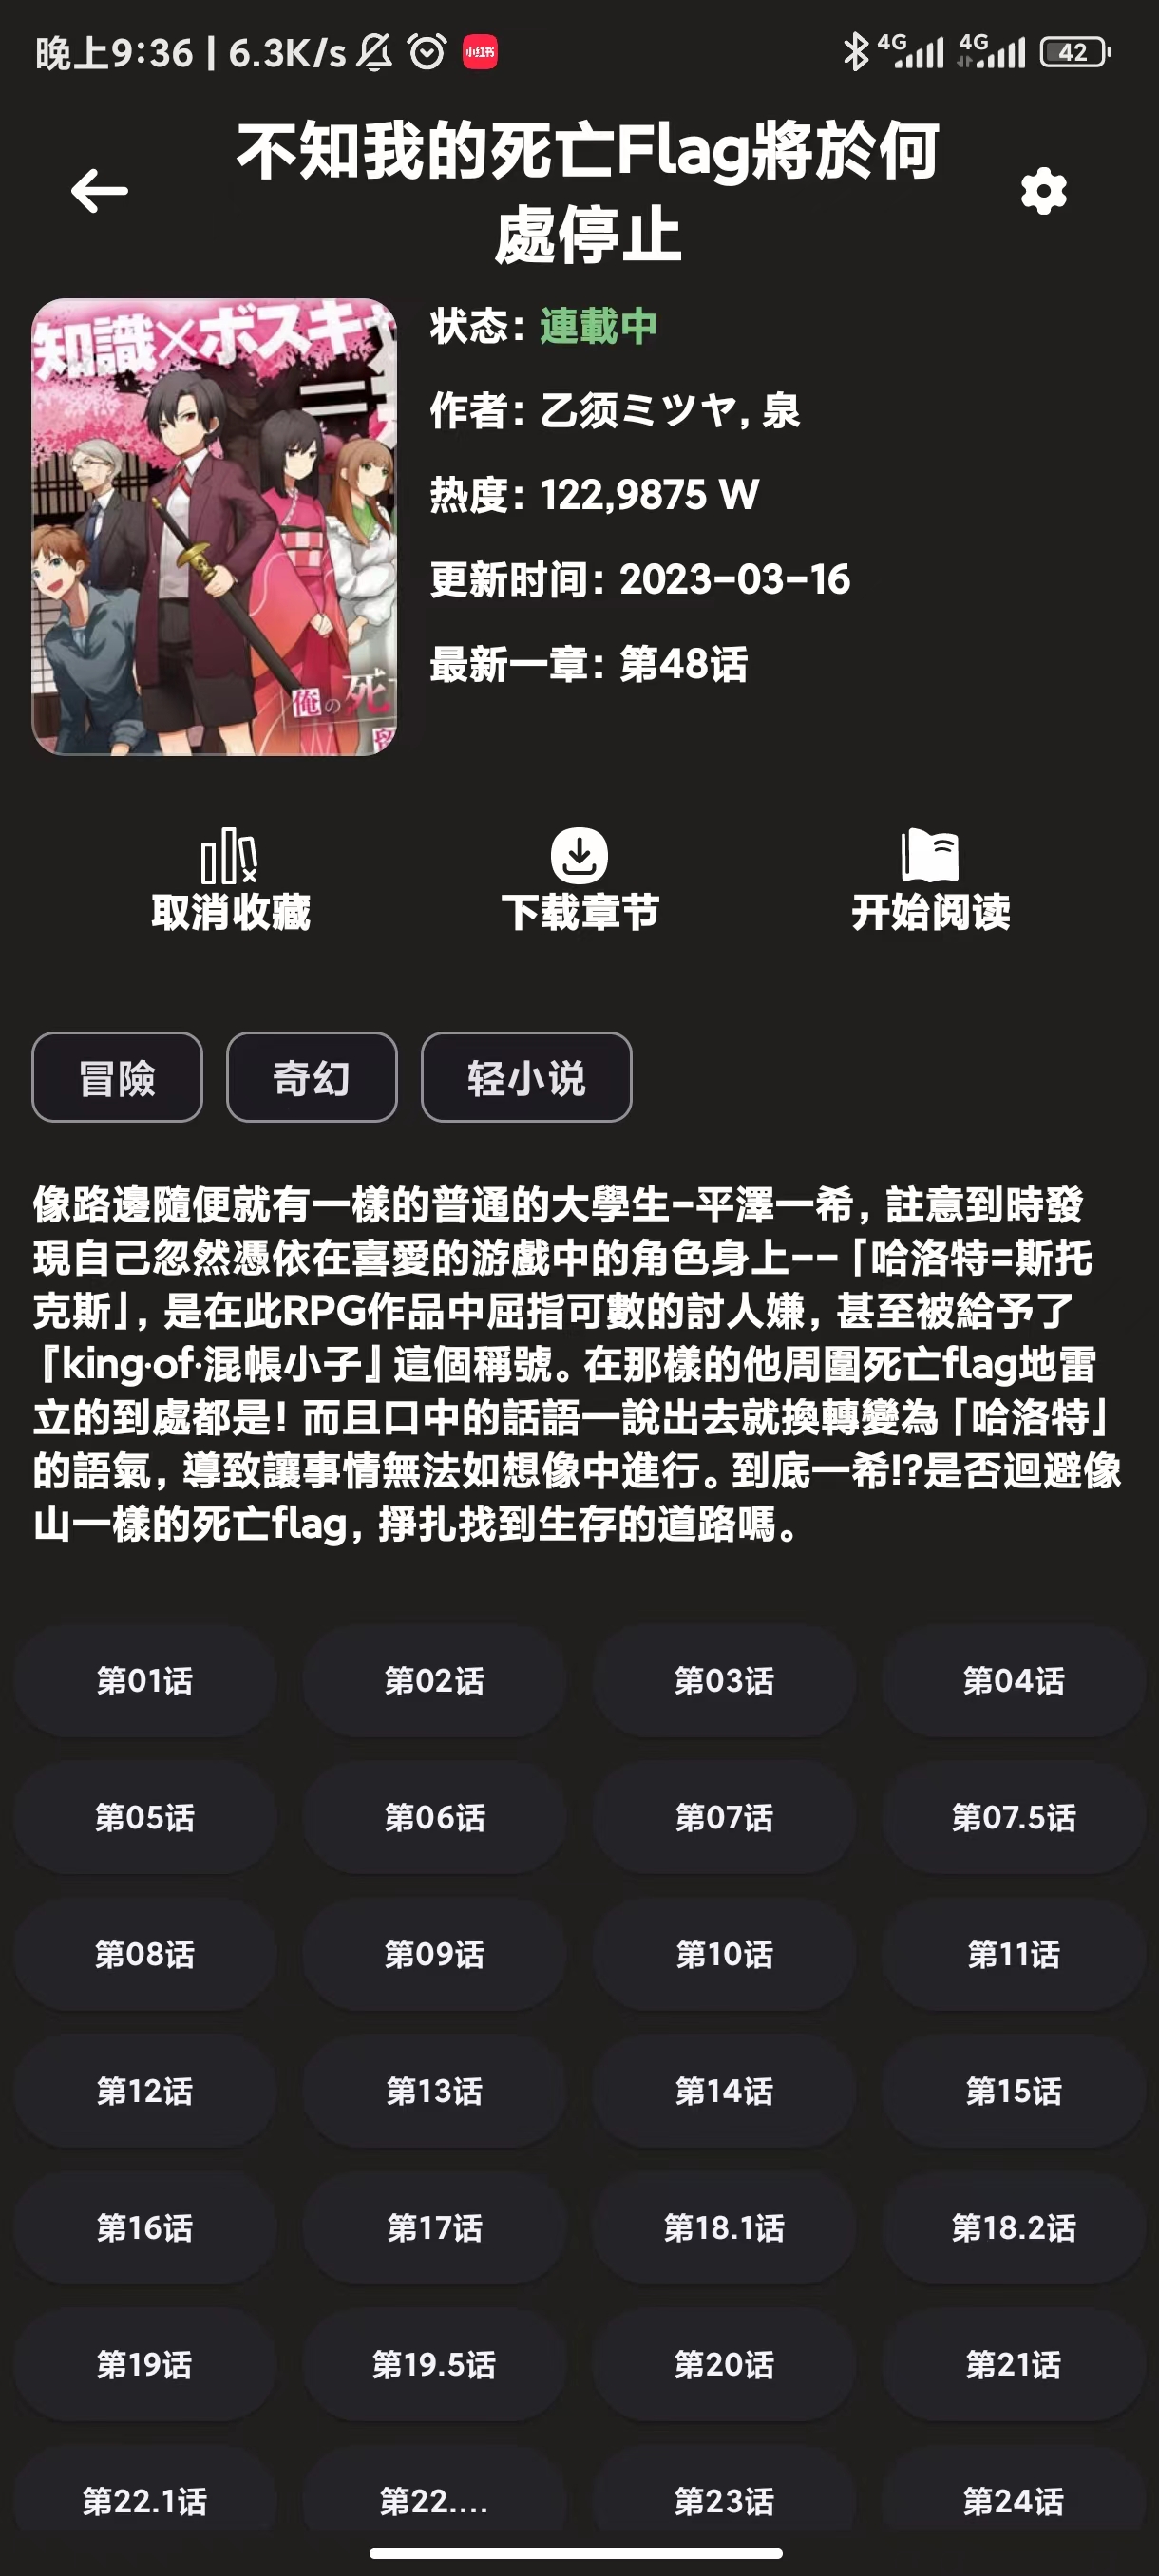 晚上9:36 | 6.3K/s 小红书 4G 4G 42
不知我的死亡Flag將於何
處停止
知識×ボスキャ
俺の死
状态：連載中
作者：乙须ミツヤ, 泉
热度：122,9875 W
更新时间：2023-03-16
最新一章：第48话
取消收藏 下载章节 开始阅读
冒險 奇幻 轻小说
像路邊隨便就有一樣的普通的大學生-平澤一希，註意到時發
現自己忽然憑依在喜愛的游戲中的角色身上--「哈洛特=斯托
克斯」，是在此RPG作品中屈指可數的討人嫌，甚至被給予了
『king·of·混帳小子』這個稱號。在那樣的他周圍死亡flag地雷
立的到處都是！而且口中的話語一說出去就換轉變為「哈洛特」
的語氣，導致讓事情無法如想像中進行。到底一希!?是否迴避像
山一樣的死亡flag，掙扎找到生存的道路嗎。
第01话 第02话 第03话 第04话
第05话 第06话 第07话 第07.5话
第08话 第09话 第10话 第11话
第12话 第13话 第14话 第15话
第16话 第17话 第18.1话 第18.2话
第19话 第19.5话 第20话 第21话
第22.1话 第22.... 第23话 第24话